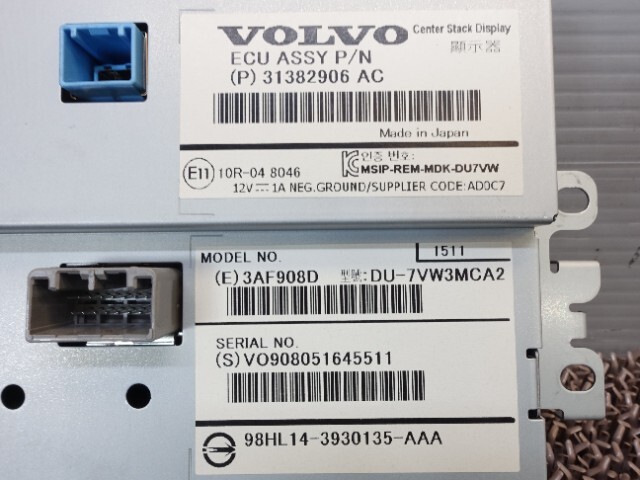 VOLVO Center Stack Display
顯示器
ECU ASSY P/N
(P) 31382906 AC
Made in Japan
E11 10R-04 8046
인증 번호:
MSIP-REM-MDK-DU7VW
12V⎓1A NEG.GROUND/SUPPLIER CODE:AD0C7
MODEL NO. 1511
(E)3AF908D 型號:DU-7VW3MCA2
SERIAL NO.
(S)VO908051645511
98HL14-3930135-AAA